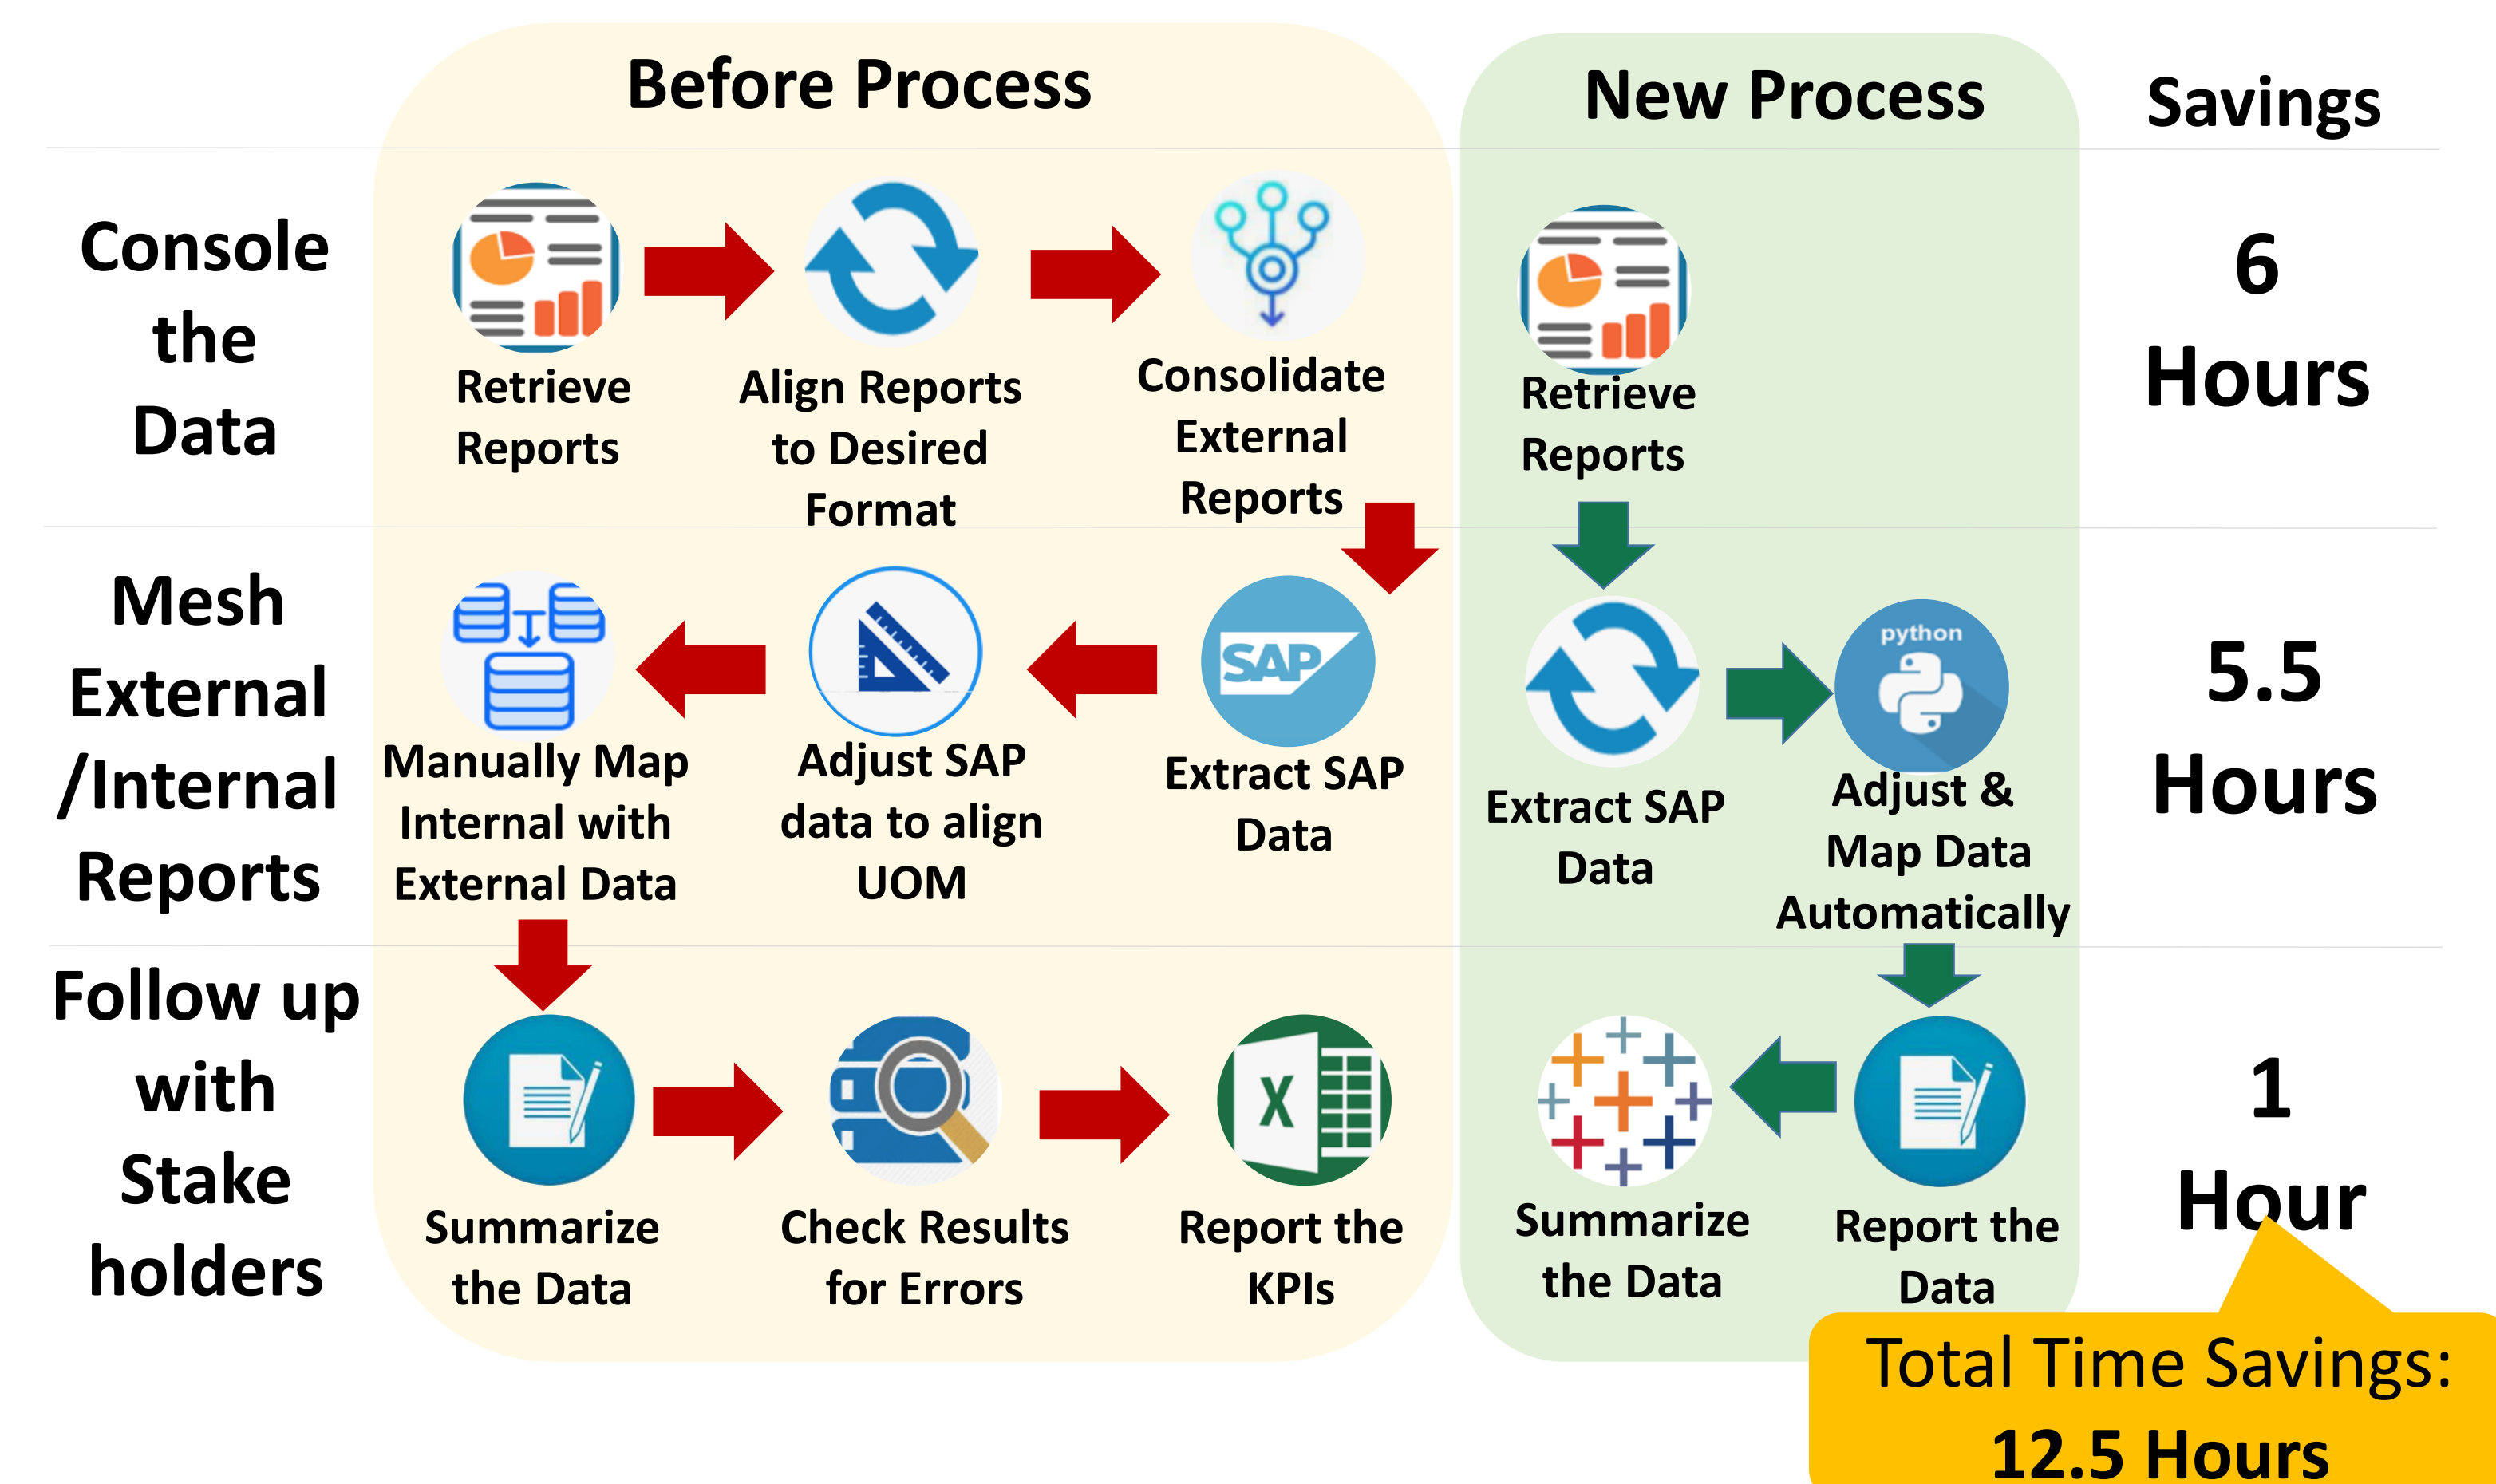 Before Process
New Process
Savings
Console
the
Data
Retrieve
Reports
Align Reports
to Desired
Format
Consolidate
External
Reports
Retrieve
Reports
6
Hours
Mesh
External
/Internal
Reports
Manually Map
Internal with
External Data
Adjust SAP
data to align
UOM
SAP
Extract SAP
Data
Extract SAP
Data
python
Adjust &
Map Data
Automatically
5.5
Hours
Follow up
with
Stake
holders
Summarize
the Data
Check Results
for Errors
X
Report the
KPIs
Summarize
the Data
Report the
Data
1
Hour
Total Time Savings:
12.5 Hours